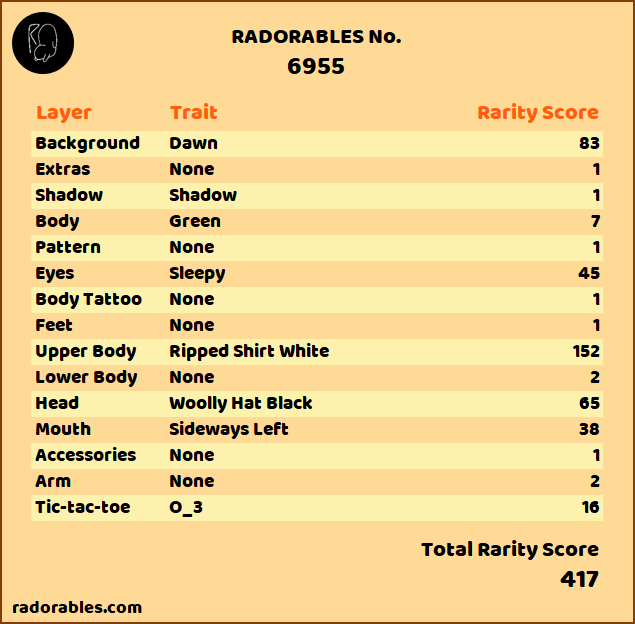 RADORABLES No.
6955
Layer Trait Rarity Score
Background Dawn 83
Extras None 1
Shadow Shadow 1
Body Green 7
Pattern None 1
Eyes Sleepy 45
Body Tattoo None 1
Feet None 1
Upper Body Ripped Shirt White 152
Lower Body None 2
Head Woolly Hat Black 65
Mouth Sideways Left 38
Accessories None 1
Arm None 2
Tic-tac-toe O_3 16
Total Rarity Score
417
radorables.com